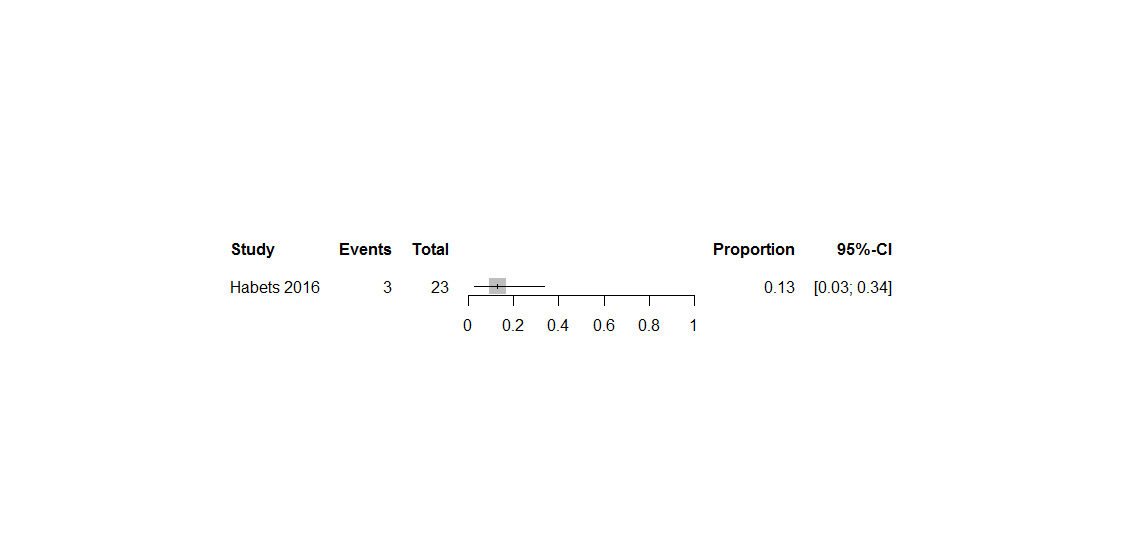 Study Events Total Proportion 95%-CI
Habets 2016 3 23 0.13 [0.03; 0.34]
0 0.2 0.4 0.6 0.8 1